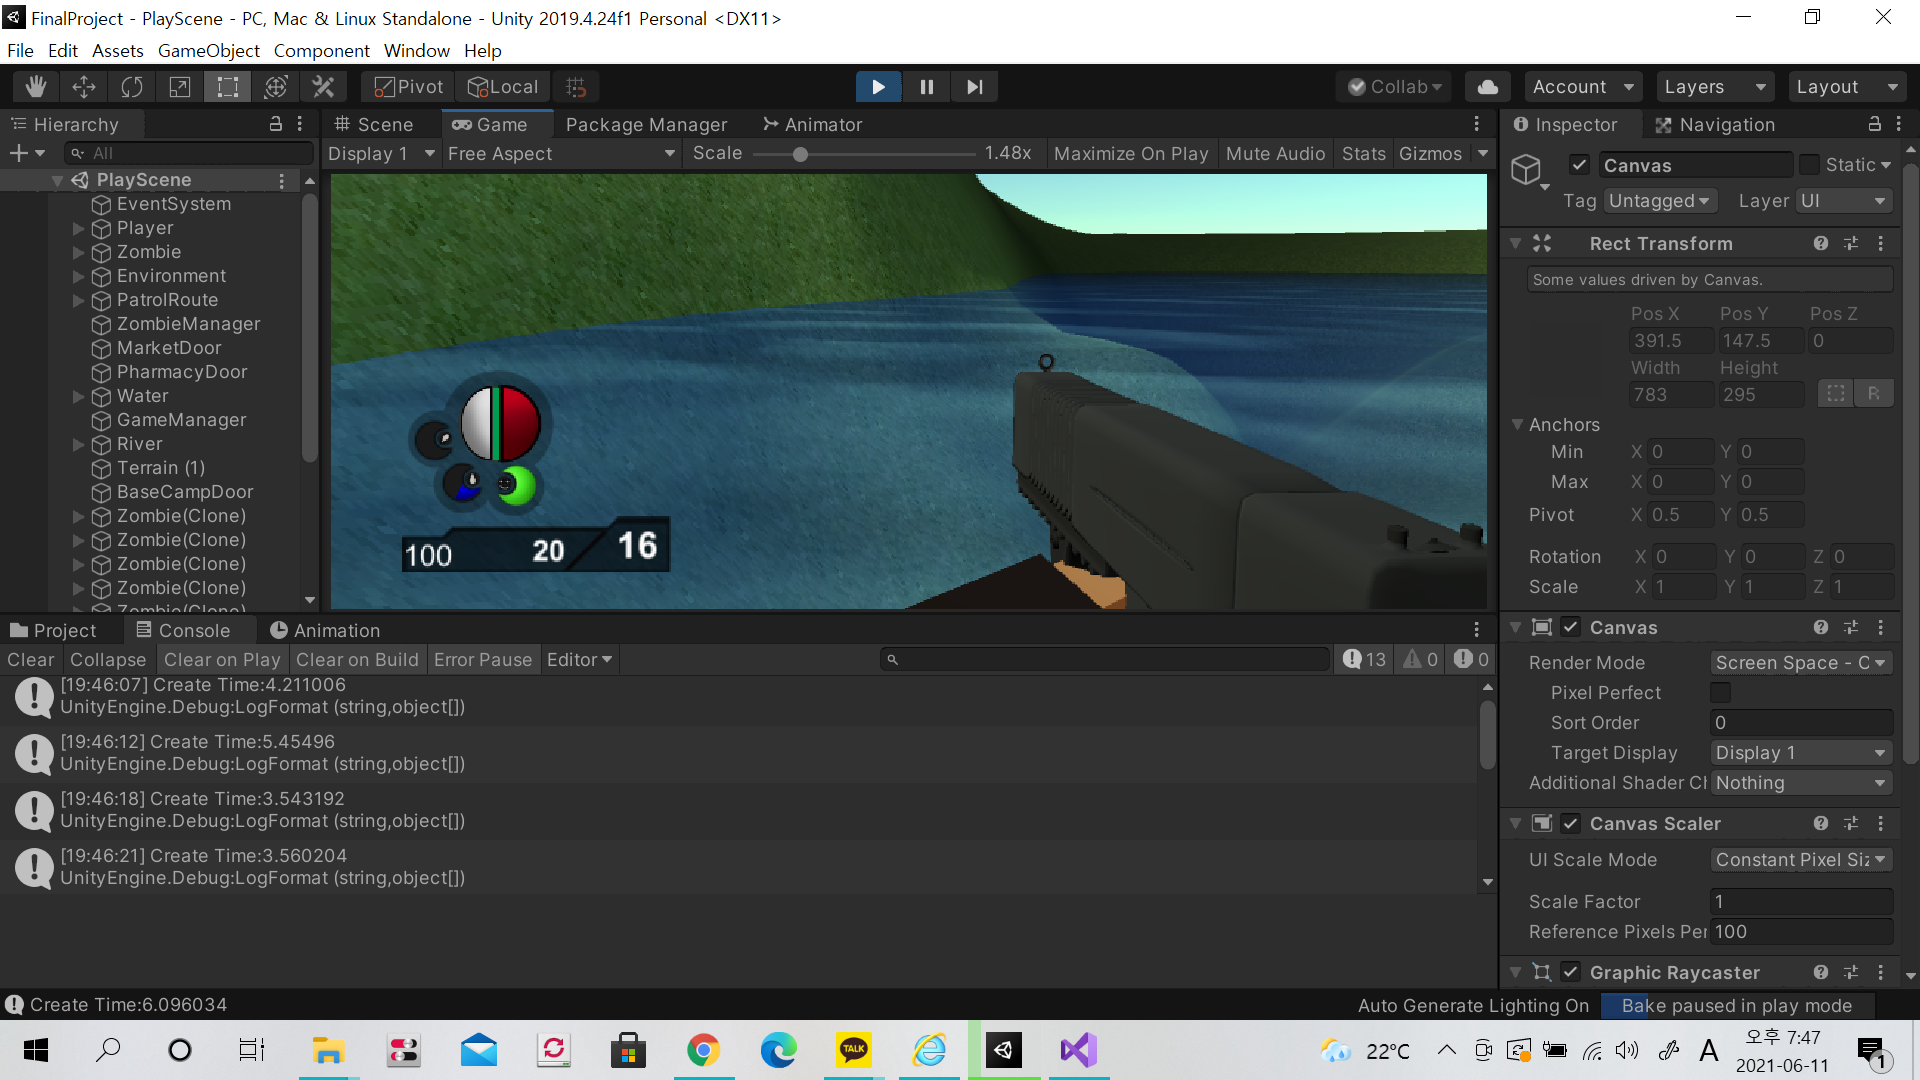 FinalProject - PlayScene - PC, Mac & Linux Standalone - Unity 2019.4.24f1 Personal <DX11>
File Edit Assets GameObject Component Window Help
Pivot Local Collab Account Layers Layout
Hierarchy
All
PlayScene
EventSystem
Player
Zombie
Environment
PatrolRoute
ZombieManager
MarketDoor
PharmacyDoor
Water
GameManager
River
Terrain (1)
BaseCampDoor
Zombie(Clone)
Zombie(Clone)
Zombie(Clone)
Zombie(Clone)
Zombie(Clone)
Scene Game Package Manager Animator
Display 1 Free Aspect Scale 1.48x Maximize On Play Mute Audio Stats Gizmos
100 20 16
Inspector Navigation
Canvas Static
Tag Untagged Layer UI
Rect Transform
Some values driven by Canvas.
Pos X Pos Y Pos Z
391.5 147.5 0
Width Height
783 295 R
Anchors
Min X 0 Y 0
Max X 0 Y 0
Pivot X 0.5 Y 0.5
Rotation X 0 Y 0 Z 0
Scale X 1 Y 1 Z 1
Canvas
Render Mode Screen Space - C
Pixel Perfect
Sort Order 0
Target Display Display 1
Additional Shader Cl Nothing
Canvas Scaler
UI Scale Mode Constant Pixel Siz
Scale Factor 1
Reference Pixels Per 100
Graphic Raycaster
Project Console Animation
Clear Collapse Clear on Play Clear on Build Error Pause Editor 13 0 0
[19:46:07] Create Time:4.211006
UnityEngine.Debug:LogFormat (string,object[])
[19:46:12] Create Time:5.45496
UnityEngine.Debug:LogFormat (string,object[])
[19:46:18] Create Time:3.543192
UnityEngine.Debug:LogFormat (string,object[])
[19:46:21] Create Time:3.560204
UnityEngine.Debug:LogFormat (string,object[])
Create Time:6.096034
Auto Generate Lighting On Bake paused in play mode
TALK
22°C A 오후 7:47
2021-06-11
1